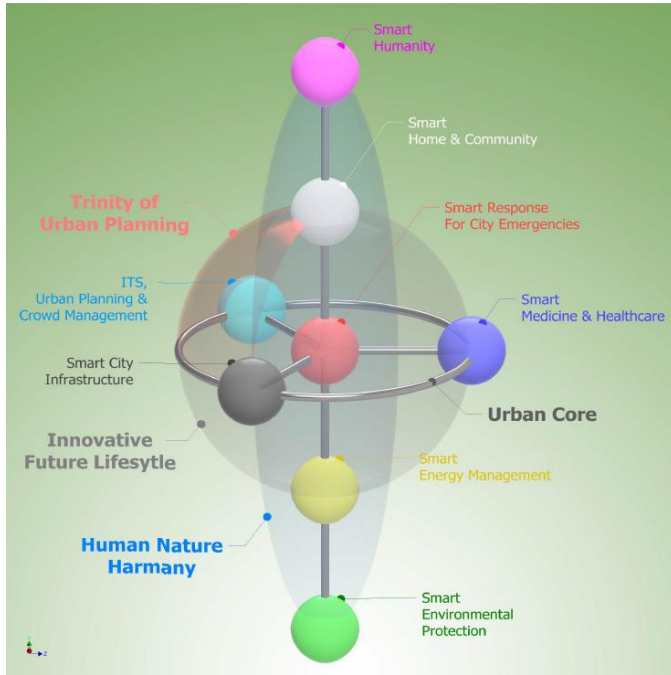 Smart
Humanity
Smart
Home & Community
Trinity of
Urban Planning
Smart Response
For City Emergencies
ITS,
Urban Planning &
Crowd Management
Smart
Medicine & Healthcare
Smart City
Infrastructure
Urban Core
Innovative
Future Lifesytle
Smart
Energy Management
Human Nature
Harmany
Smart
Environmental
Protection
Y
Z